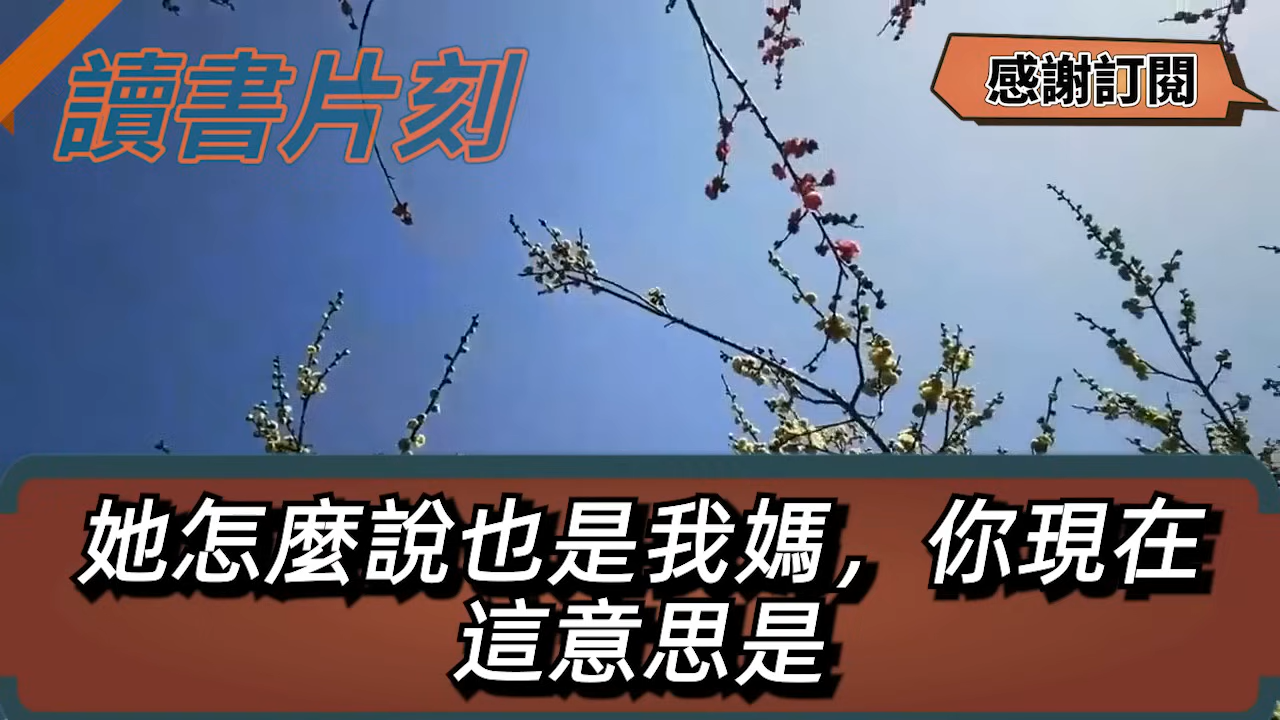 讀書片刻
感謝訂閱
她怎麼說也是我媽，你現在
這意思是